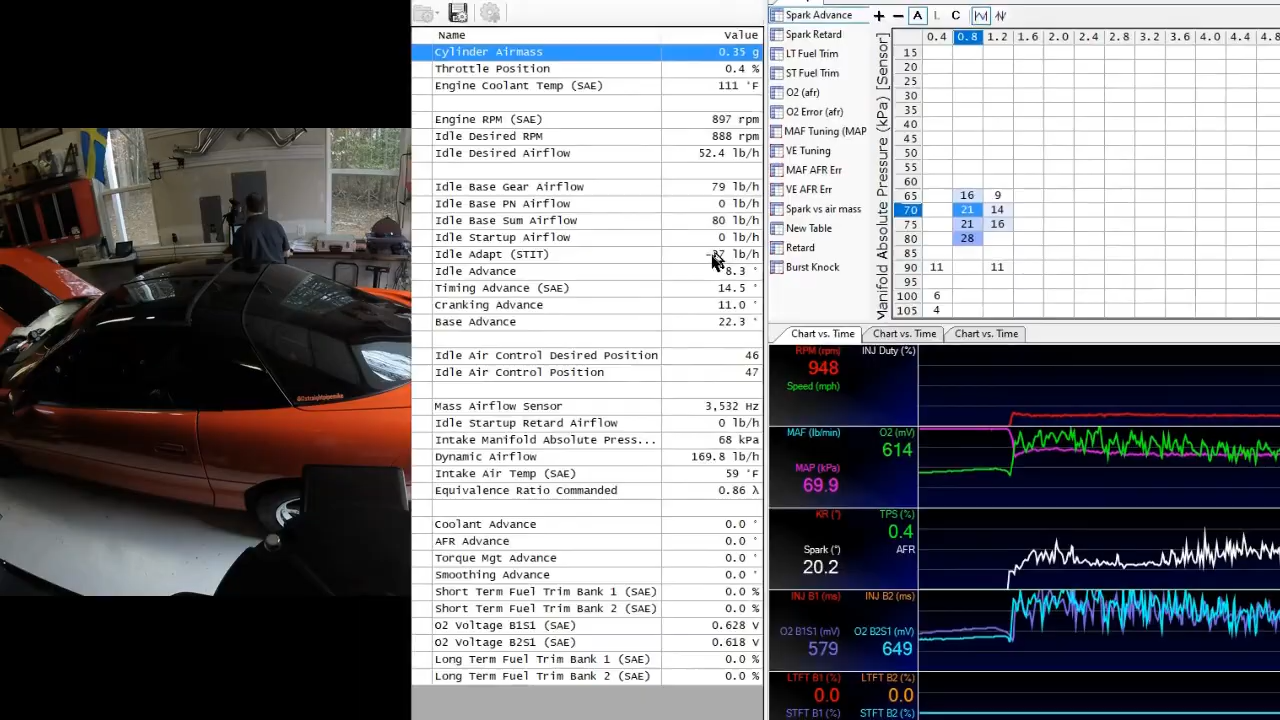 Name Value
Cylinder Airmass 0.35 g
Throttle Position 0.4 %
Engine Coolant Temp (SAE) 111 °F
Engine RPM (SAE) 897 rpm
Idle Desired RPM 888 rpm
Idle Desired Airflow 52.4 lb/h
Idle Base Gear Airflow 79 lb/h
Idle Base PN Airflow 0 lb/h
Idle Base Sum Airflow 80 lb/h
Idle Startup Airflow 0 lb/h
Idle Adapt (STIT) lb/h
Idle Advance 8.3 °
Timing Advance (SAE) 14.5 °
Cranking Advance 11.0 °
Base Advance 22.3 °
Idle Air Control Desired Position 46
Idle Air Control Position 47
Mass Airflow Sensor 3,532 Hz
Idle Startup Retard Airflow 0 lb/h
Intake Manifold Absolute Press... 68 kPa
Dynamic Airflow 169.8 lb/h
Intake Air Temp (SAE) 59 °F
Equivalence Ratio Commanded 0.86 λ
Coolant Advance 0.0 °
AFR Advance 0.0 °
Torque Mgt Advance 0.0 °
Smoothing Advance 0.0 °
Short Term Fuel Trim Bank 1 (SAE) 0.0 %
Short Term Fuel Trim Bank 2 (SAE) 0.0 %
O2 Voltage B1S1 (SAE) 0.628 V
O2 Voltage B2S1 (SAE) 0.618 V
Long Term Fuel Trim Bank 1 (SAE) 0.0 %
Long Term Fuel Trim Bank 2 (SAE) 0.0 %
Spark Advance
Spark Retard
LT Fuel Trim
ST Fuel Trim
O2 (afr)
O2 Error (afr)
MAF Tuning (MAP
VE Tuning
MAF AFR Err
VE AFR Err
Spark vs air mass
New Table
Retard
Burst Knock
+ − A L C
Manifold Absolute Pressure (kPa) [Sensor]
0.4 0.8 1.2 1.6 2.0 2.4 2.8 3.2 3.6 4.0 4.4 4.8
15
20
25
30
35
40
45
50
55
60
65 16 9
70 21 14
75 21 16
80 28
85
90 11 11
100 6
105 4
Chart vs. Time Chart vs. Time Chart vs. Time
RPM (rpm) INJ Duty (%)
948
Speed (mph)
MAF (lb/min) O2 (mV)
614
MAP (kPa)
69.9
KR (°) TPS (%)
0.4
Spark (°) AFR
20.2
INJ B1 (ms) INJ B2 (ms)
O2 B1S1 (mV) O2 B2S1 (mV)
579 649
LTFT B1 (%) LTFT B2 (%)
0.0 0.0
STFT B1 (%) STFT B2 (%)